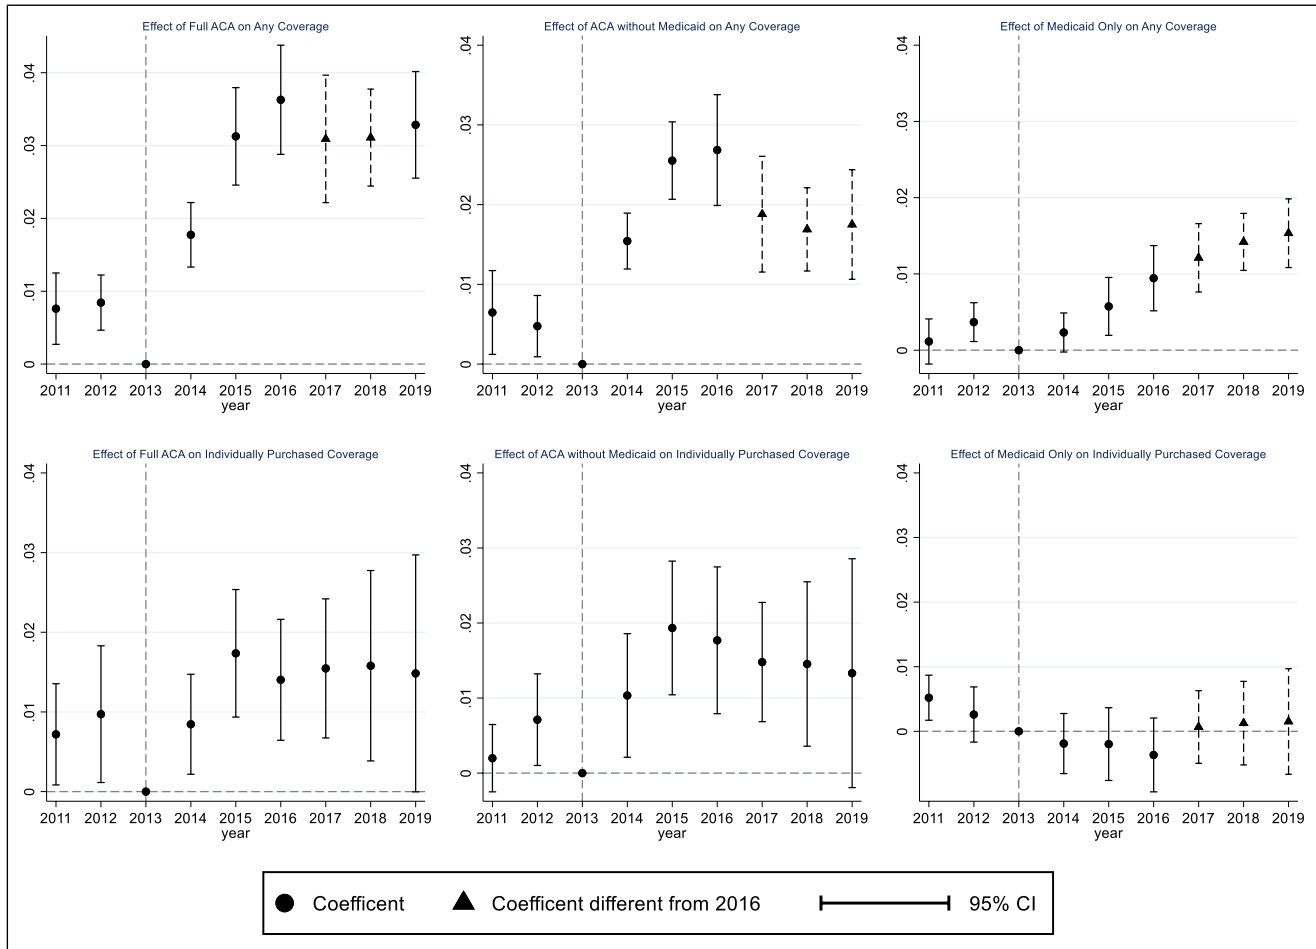 Effect of Full ACA on Any Coverage
.04
.03
.02
.01
0
2011 2012 2013 2014 2015 2016 2017 2018 2019
year
Effect of ACA without Medicaid on Any Coverage
.04
.03
.02
.01
0
2011 2012 2013 2014 2015 2016 2017 2018 2019
year
Effect of Medicaid Only on Any Coverage
.04
.03
.02
.01
0
2011 2012 2013 2014 2015 2016 2017 2018 2019
year
Effect of Full ACA on Individually Purchased Coverage
.04
.03
.02
.01
0
2011 2012 2013 2014 2015 2016 2017 2018 2019
year
Effect of ACA without Medicaid on Individually Purchased Coverage
.04
.03
.02
.01
0
2011 2012 2013 2014 2015 2016 2017 2018 2019
year
Effect of Medicaid Only on Individually Purchased Coverage
.04
.03
.02
.01
0
2011 2012 2013 2014 2015 2016 2017 2018 2019
year
Coefficent Coefficent different from 2016 95% CI